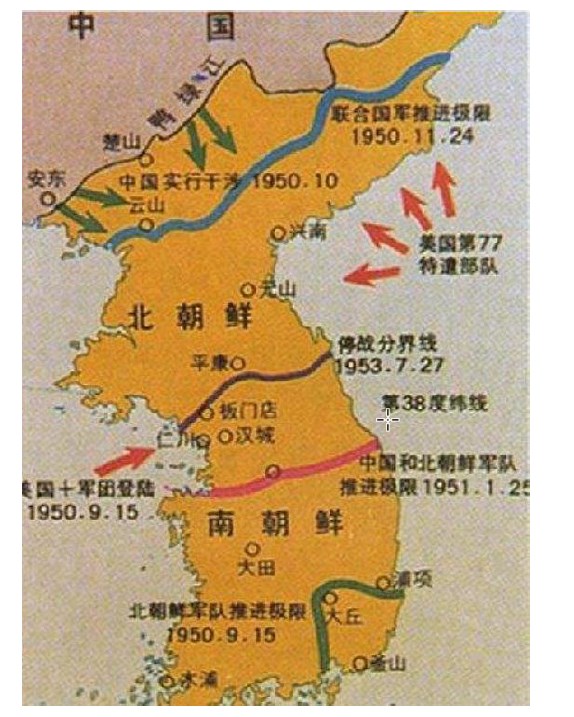 中 国
鸭绿江
联合国军推进极限
1950.11.24
楚山
安东
中国实行干涉 1950.10
云山
兴南
美国第77
特遣部队
元山
北朝鲜
停战分界线
1953.7.27
平康
第38度纬线
板门店
仁川
汉城
中国和北朝鲜军队
推进极限1951.1.25
美国十军团登陆
1950.9.15
南朝鲜
大田
浦项
北朝鲜军队推进极限
1950.9.15
大丘
釜山
木浦